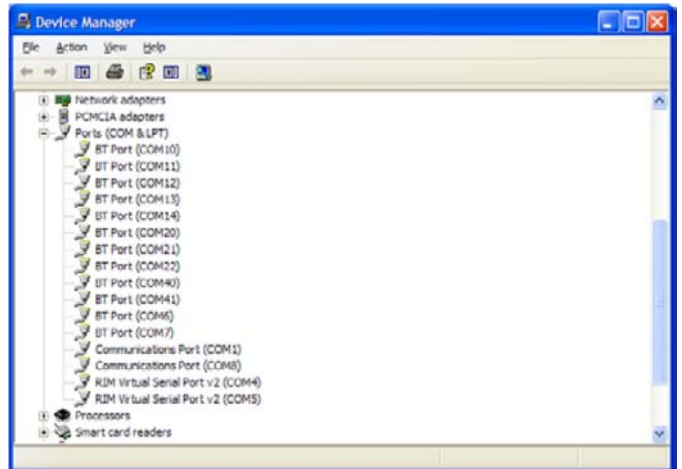 Device Manager
File Action View Help
Network adapters
PCMCIA adapters
Ports (COM & LPT)
BT Port (COM10)
BT Port (COM11)
BT Port (COM12)
BT Port (COM13)
BT Port (COM14)
BT Port (COM20)
BT Port (COM21)
BT Port (COM22)
BT Port (COM40)
BT Port (COM41)
BT Port (COM6)
BT Port (COM7)
Communications Port (COM1)
Communications Port (COM8)
RIM Virtual Serial Port v2 (COM4)
RIM Virtual Serial Port v2 (COM5)
Processors
Smart card readers